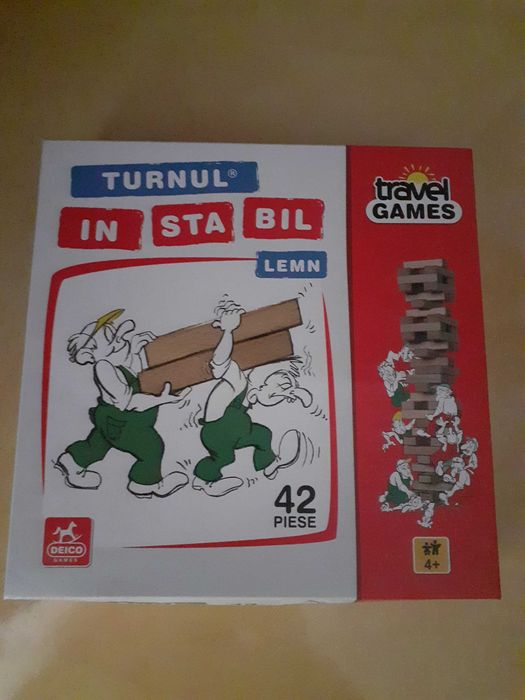 TURNUL®
IN STA BIL
LEMN
42
PIESE
DEICO
GAMES
travel
GAMES
4+